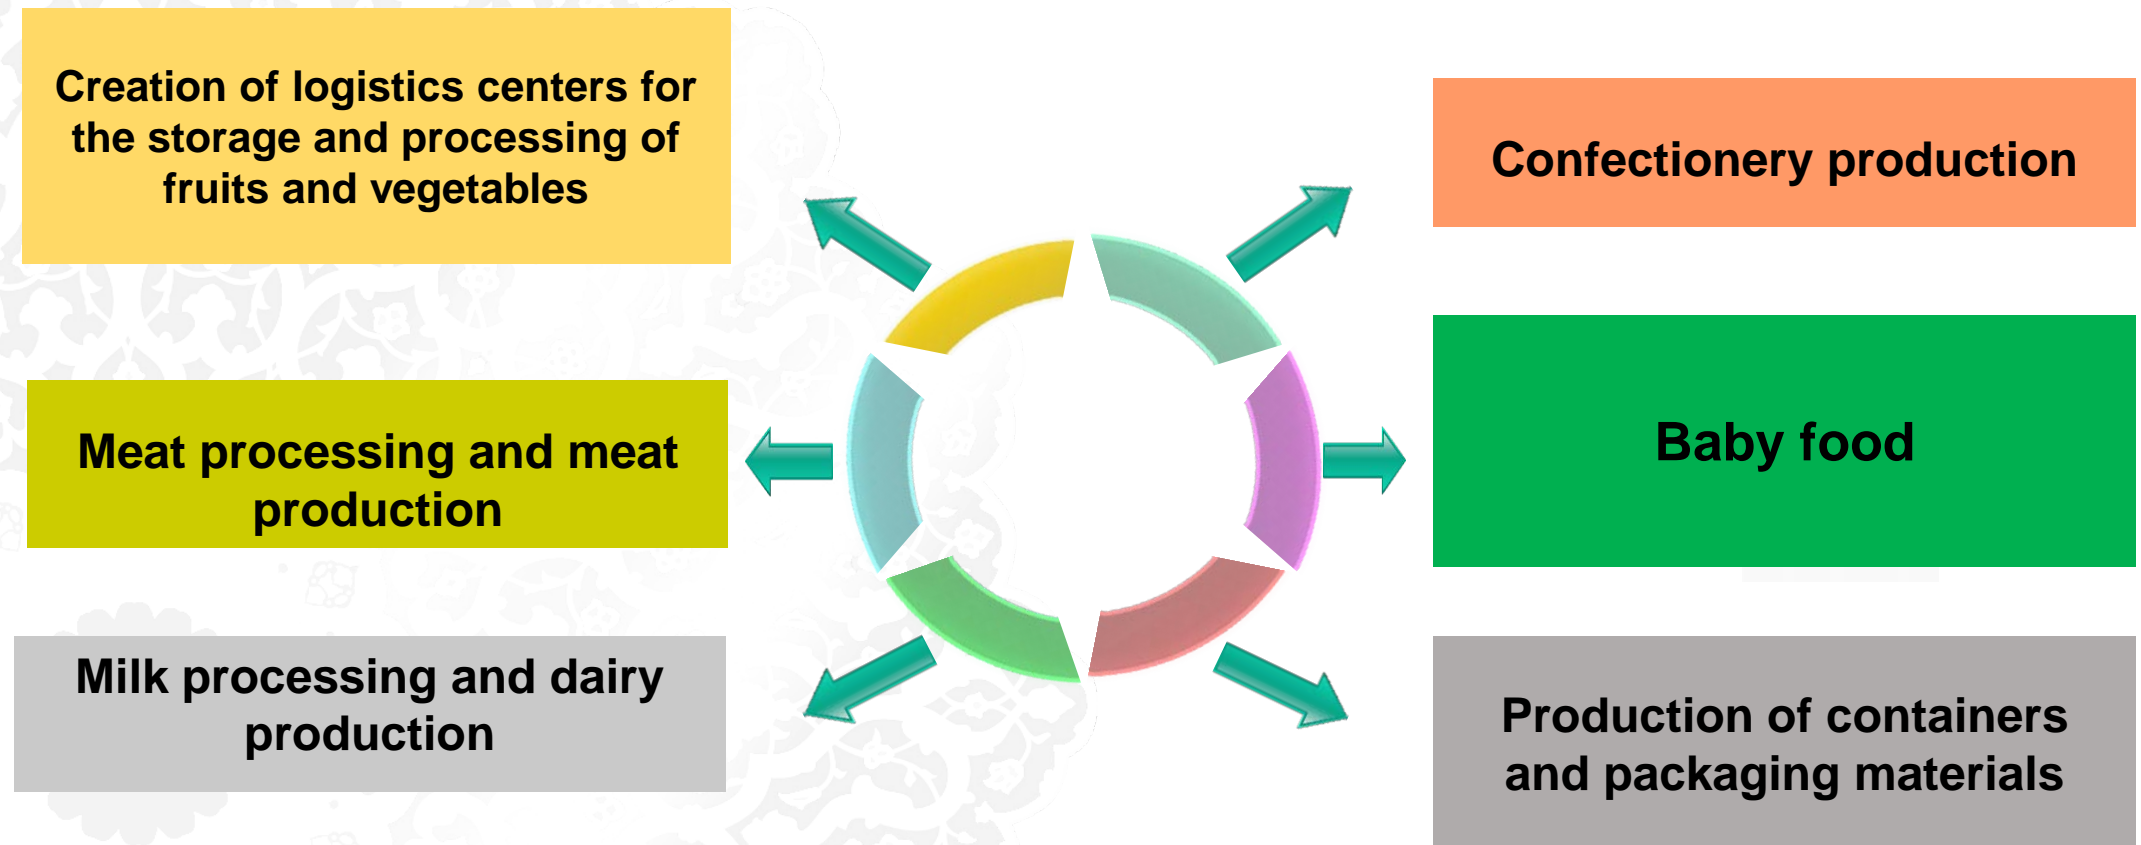 Creation of logistics centers for
the storage and processing of
fruits and vegetables
Confectionery production
Meat processing and meat
production
Baby food
Milk processing and dairy
production
Production of containers
and packaging materials